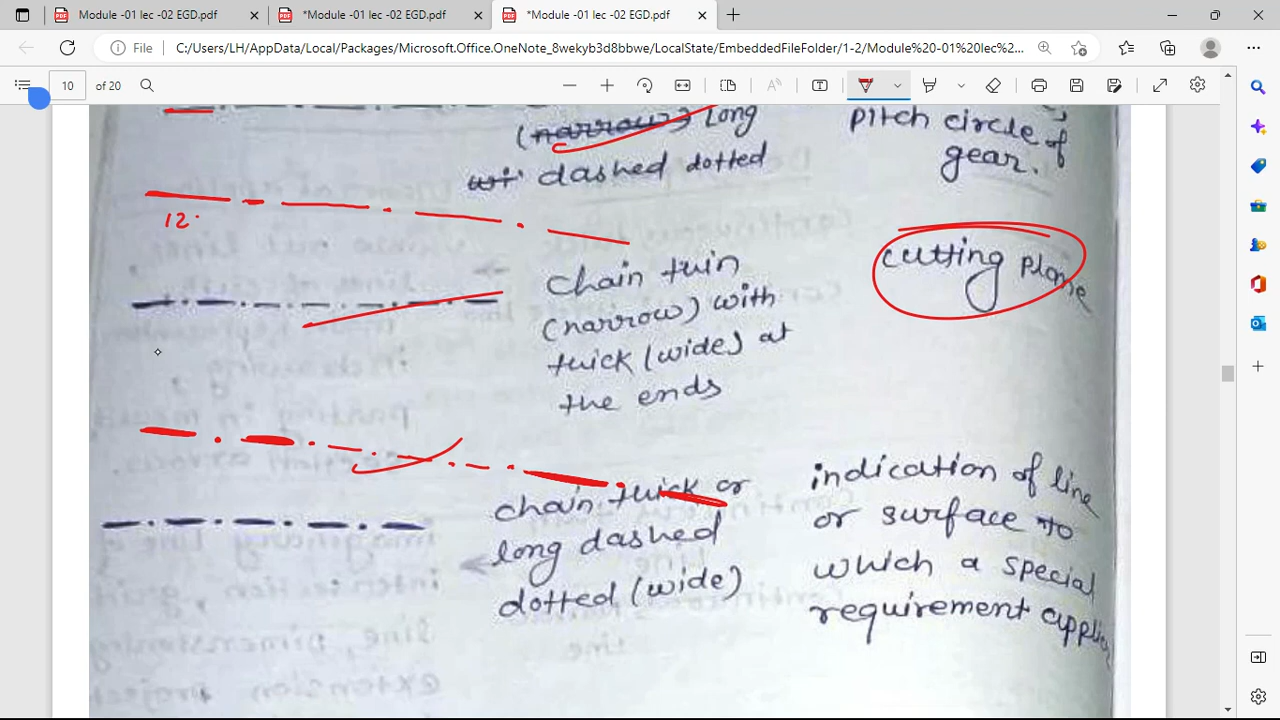 Module -01 lec -02 EGD.pdf
*Module -01 lec -02 EGD.pdf
*Module -01 lec -02 EGD.pdf
File
C:/Users/LH/AppData/Local/Packages/Microsoft.Office.OneNote_8wekyb3d8bbwe/LocalState/EmbeddedFileFolder/1-2/Module%20-01%20lec%2...
10 of 20
(narrow) long
dashed dotted
pitch circle of
gear.
12.
chain thin
(narrow) with
thick (wide) at
the ends
cutting plane
chain thick or
long dashed
dotted (wide)
indication of line
or surface to
which a special
requirement applies